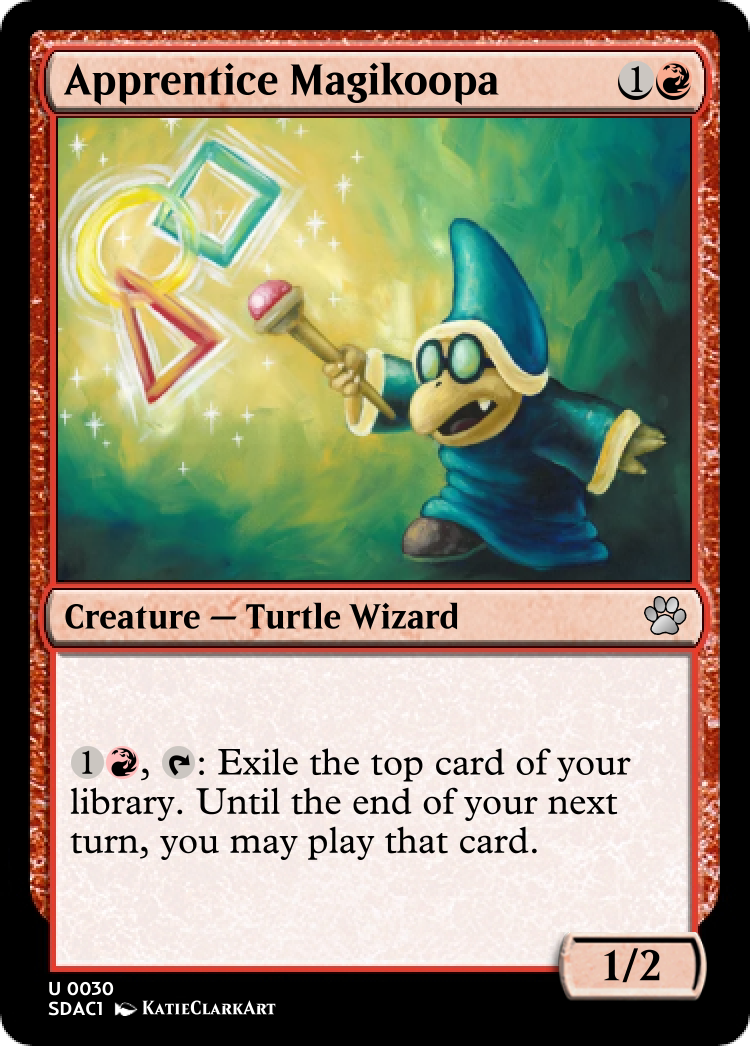 Apprentice Magikoopa 1
Creature — Turtle Wizard
1 , : Exile the top card of your
library. Until the end of your next
turn, you may play that card.
1/2
U 0030
SDAC1 KatieClarkArt